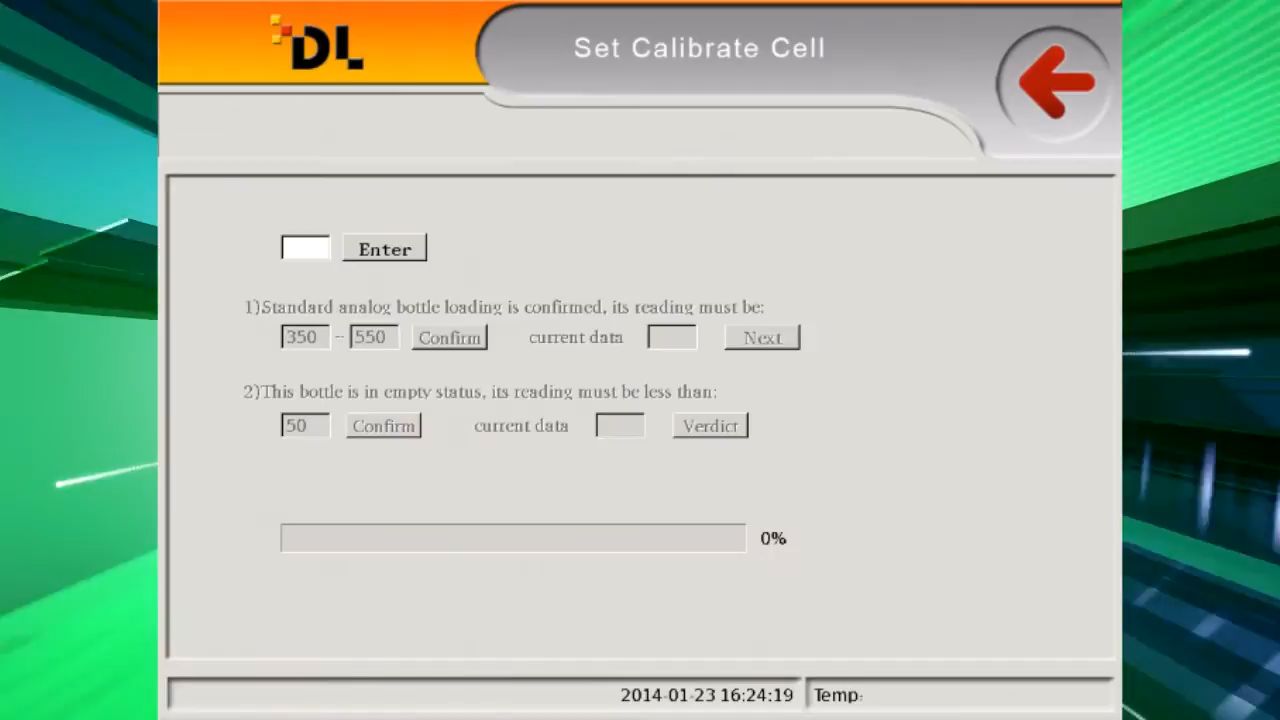 DL
Set Calibrate Cell
Enter
1)Standard analog bottle loading is confirmed, its reading must be:
350 -- 550 Confirm current data Next
2)This bottle is in empty status, its reading must be less than:
50 Confirm current data Verdict
0%
2014-01-23 16:24:19 Temp: